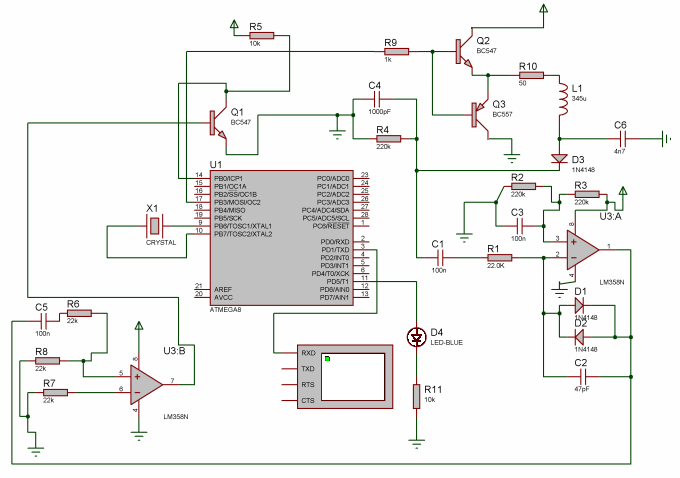 R5
10k
R9
1k
Q2
BC547
R10
50
L1
345u
C4
1000pF
Q1
BC547
Q3
BC557
R4
220k
C6
4n7
D3
1N4148
U1
14 PB0/ICP1 PC0/ADC0 23
15 PB1/OC1A PC1/ADC1 24
16 PB2/SS/OC1B PC2/ADC2 25
17 PB3/MOSI/OC2 PC3/ADC3 26
18 PB4/MISO PC4/ADC4/SDA 27
19 PB5/SCK PC5/ADC5/SCL 28
9 PB6/TOSC1/XTAL1 PC6/RESET 1
10 PB7/TOSC2/XTAL2
PD0/RXD 2
PD1/TXD 3
PD2/INT0 4
PD3/INT1 5
PD4/T0/XCK 6
PD5/T1 11
21 AREF PD6/AIN0 12
20 AVCC PD7/AIN1 13
ATMEGA8
X1
CRYSTAL
R2
220k
R3
220k
C3
100n
U3:A
8
3
2
1
4
LM358N
C1
100n
R1
22.0K
D1
1N4148
D2
1N4148
C2
47pF
C5
100n
R6
22k
R8
22k
R7
22k
U3:B
8
5
6
7
4
LM358N
RXD
TXD
RTS
CTS
D4
LED-BLUE
R11
10k